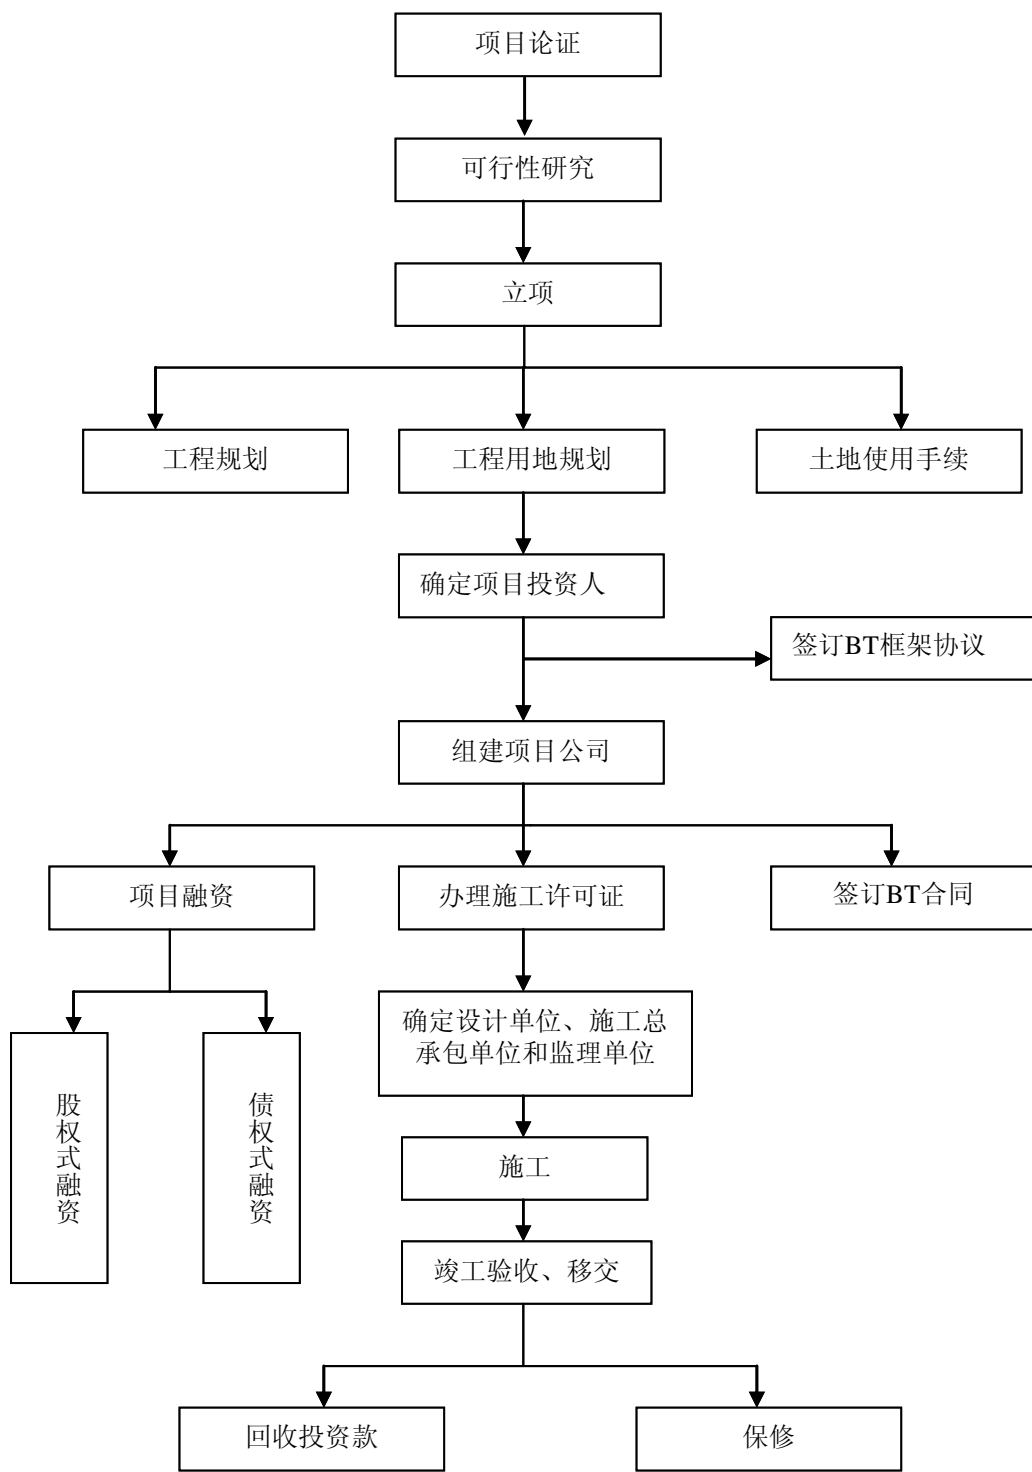 项目论证
可行性研究
立项
工程规划
工程用地规划
土地使用手续
确定项目投资人
签订BT框架协议
组建项目公司
项目融资
办理施工许可证
签订BT合同
确定设计单位、施工总
承包单位和监理单位
股权式融资
债权式融资
施工
竣工验收、移交
回收投资款
保修